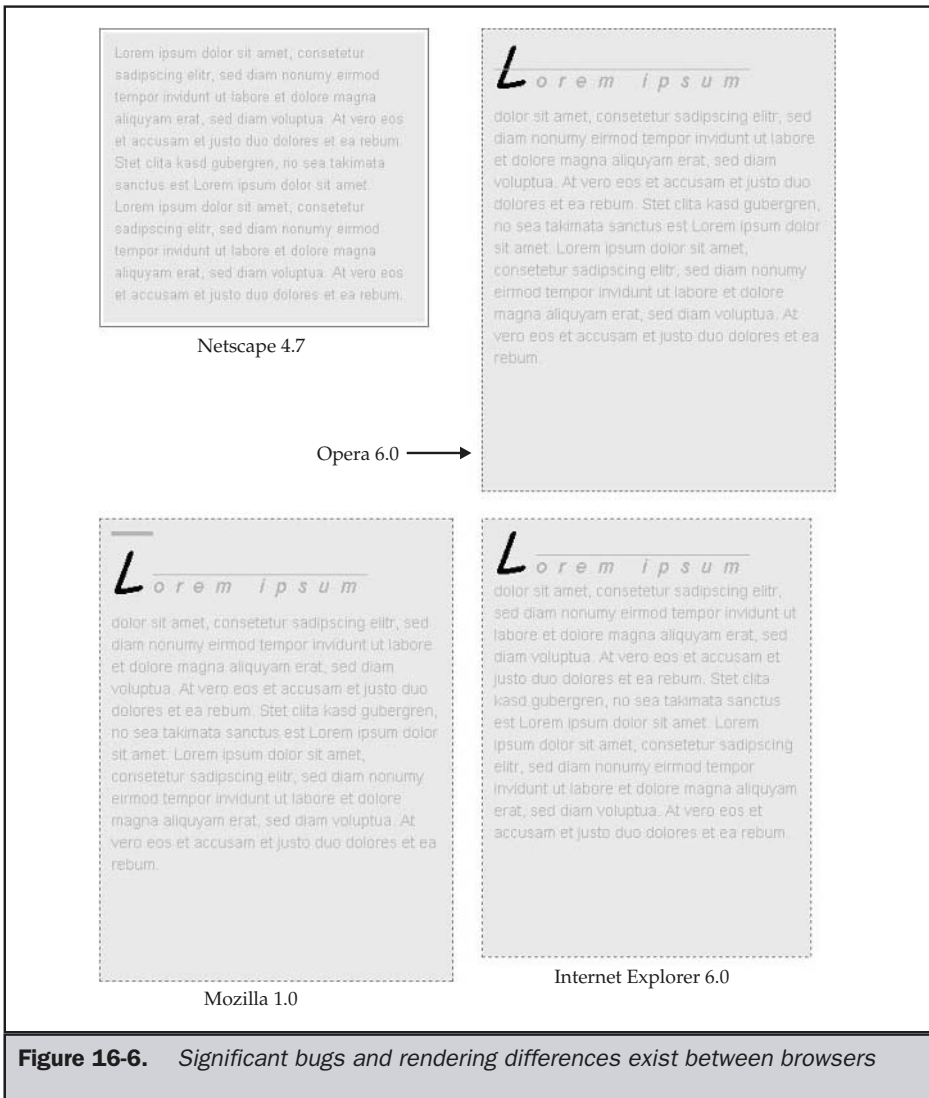 Lorem ipsum dolor sit amet, consetetur
sadipscing elitr, sed diam nonumy eirmod
tempor invidunt ut labore et dolore magna
aliquyam erat, sed diam voluptua. At vero eos
et accusam et justo duo dolores et ea rebum.
Stet clita kasd gubergren, no sea takimata
sanctus est Lorem ipsum dolor sit amet.
Lorem ipsum dolor sit amet, consetetur
sadipscing elitr, sed diam nonumy eirmod
tempor invidunt ut labore et dolore magna
aliquyam erat, sed diam voluptua. At vero eos
et accusam et justo duo dolores et ea rebum.
Netscape 4.7
Lorem ipsum
dolor sit amet, consetetur sadipscing elitr, sed
diam nonumy eirmod tempor invidunt ut labore
et dolore magna aliquyam erat, sed diam
voluptua. At vero eos et accusam et justo duo
dolores et ea rebum. Stet clita kasd gubergren,
no sea takimata sanctus est Lorem ipsum dolor
sit amet. Lorem ipsum dolor sit amet,
consetetur sadipscing elitr, sed diam nonumy
eirmod tempor invidunt ut labore et dolore
magna aliquyam erat, sed diam voluptua. At
vero eos et accusam et justo duo dolores et ea
rebum.
Opera 6.0
Lorem ipsum
dolor sit amet, consetetur sadipscing elitr, sed
diam nonumy eirmod tempor invidunt ut labore
et dolore magna aliquyam erat, sed diam
voluptua. At vero eos et accusam et justo duo
dolores et ea rebum. Stet clita kasd gubergren,
no sea takimata sanctus est Lorem ipsum dolor
sit amet. Lorem ipsum dolor sit amet,
consetetur sadipscing elitr, sed diam nonumy
eirmod tempor invidunt ut labore et dolore
magna aliquyam erat, sed diam voluptua. At
vero eos et accusam et justo duo dolores et ea
rebum.
Mozilla 1.0
Lorem ipsum
dolor sit amet, consetetur sadipscing elitr,
sed diam nonumy eirmod tempor invidunt ut
labore et dolore magna aliquyam erat, sed
diam voluptua. At vero eos et accusam et
justo duo dolores et ea rebum. Stet clita
kasd gubergren, no sea takimata sanctus
est Lorem ipsum dolor sit amet. Lorem
ipsum dolor sit amet, consetetur sadipscing
elitr, sed diam nonumy eirmod tempor
invidunt ut labore et dolore magna aliquyam
erat, sed diam voluptua. At vero eos et
accusam et justo duo dolores et ea rebum.
Internet Explorer 6.0
Figure 16-6. Significant bugs and rendering differences exist between browsers